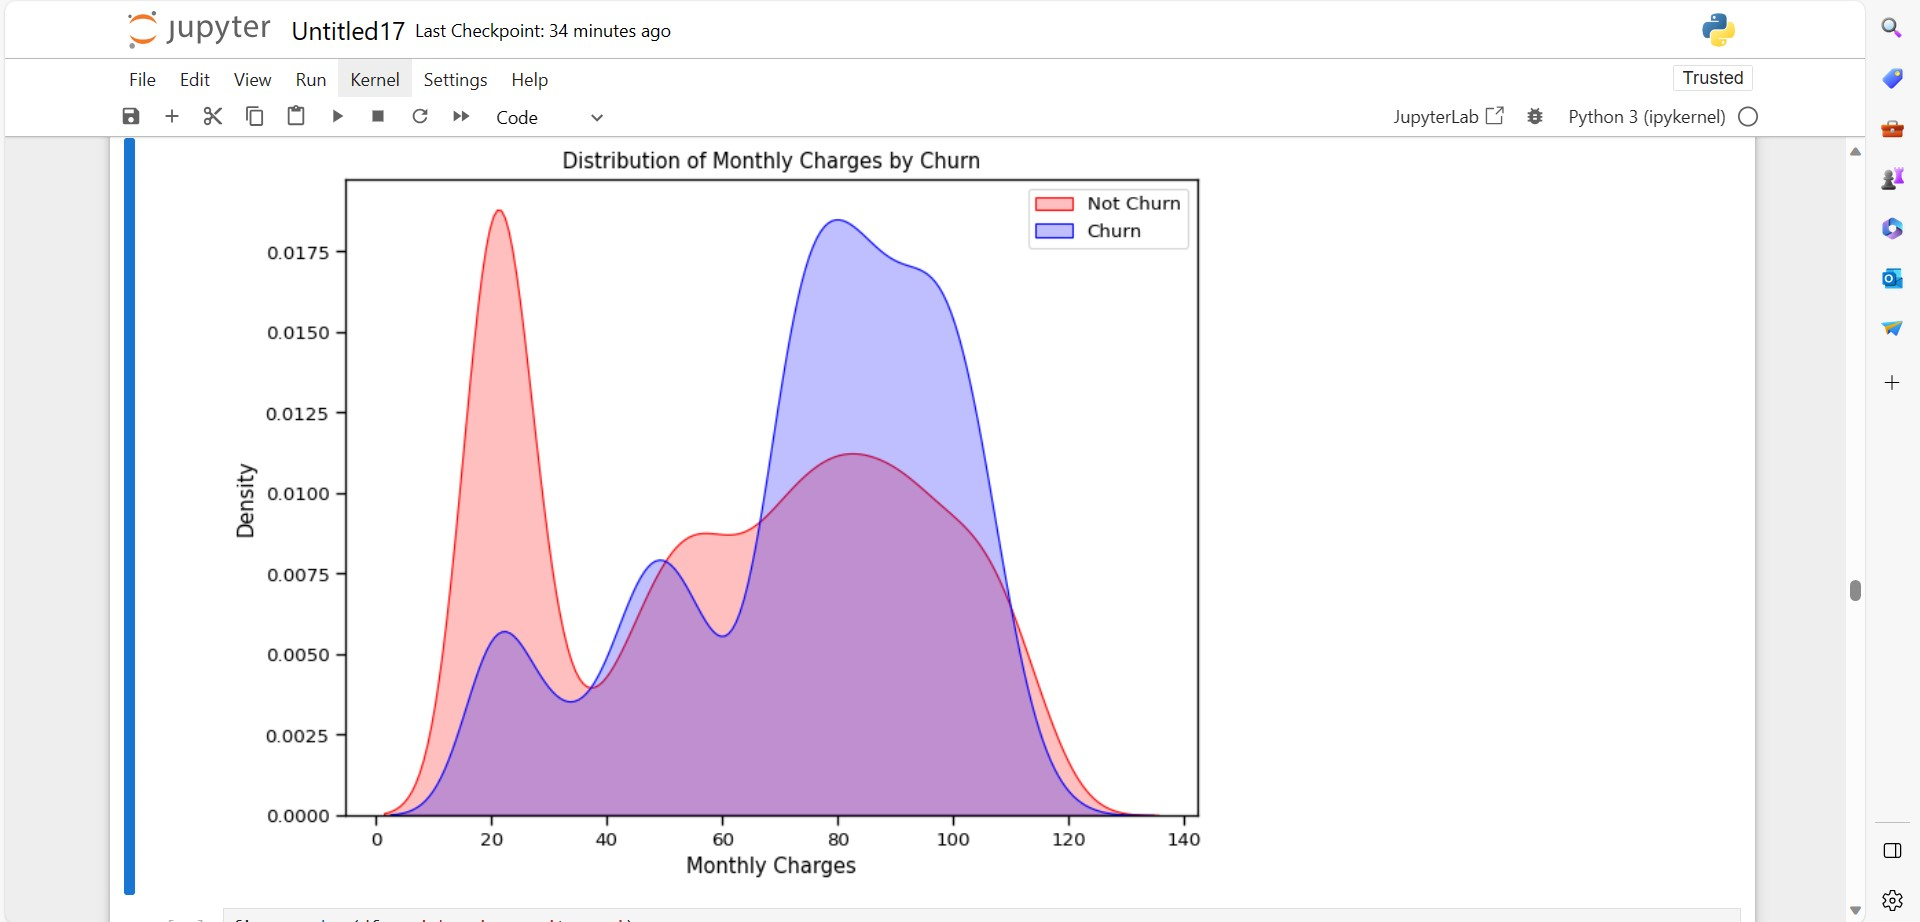 jupyter Untitled17 Last Checkpoint: 34 minutes ago
File Edit View Run Kernel Settings Help Trusted
Code JupyterLab Python 3 (ipykernel)
Distribution of Monthly Charges by Churn
Not Churn
Churn
0.0175
0.0150
0.0125
0.0100
0.0075
0.0050
0.0025
0.0000
Density
0 20 40 60 80 100 120 140
Monthly Charges